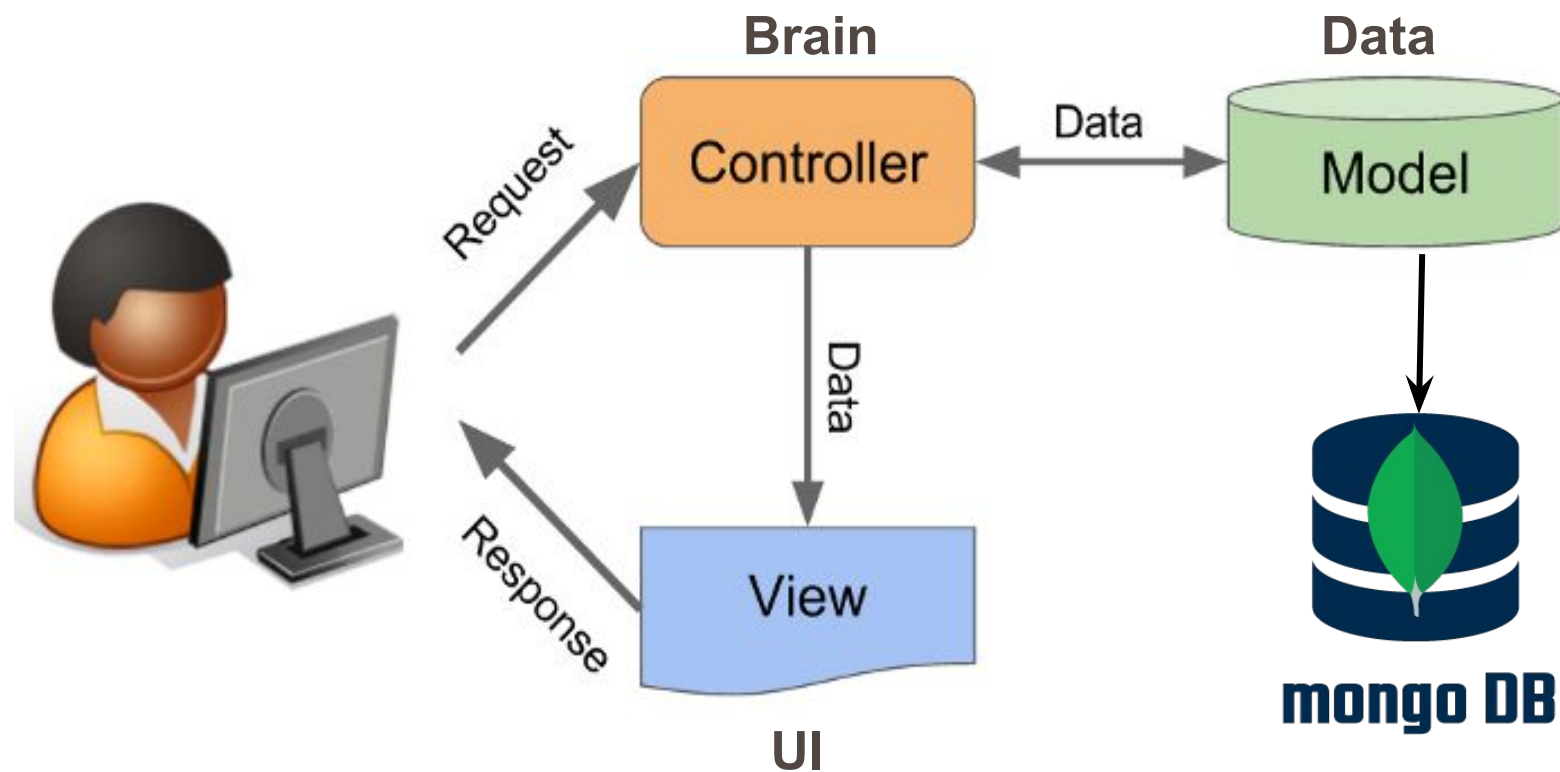 Brain
Data
Request
Controller
Data
Model
Data
Response
View
mongo DB
UI